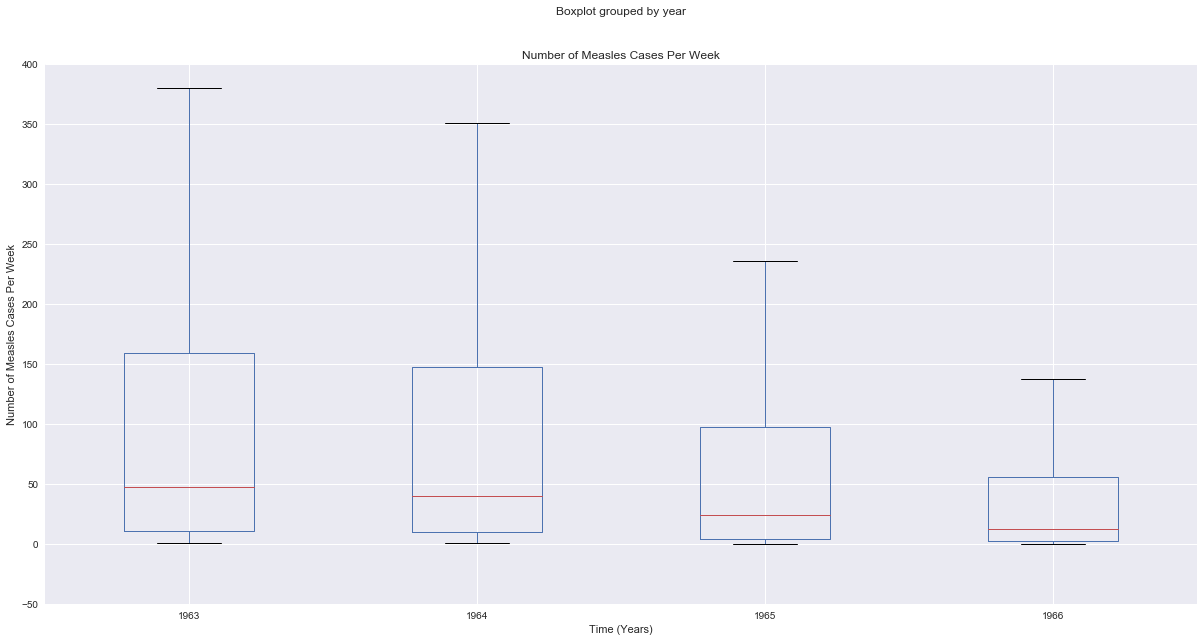 Boxplot grouped by year
Number of Measles Cases Per Week
400
350
300
250
200
150
100
50
0
−50
Number of Measles Cases Per Week
1963 1964 1965 1966
Time (Years)